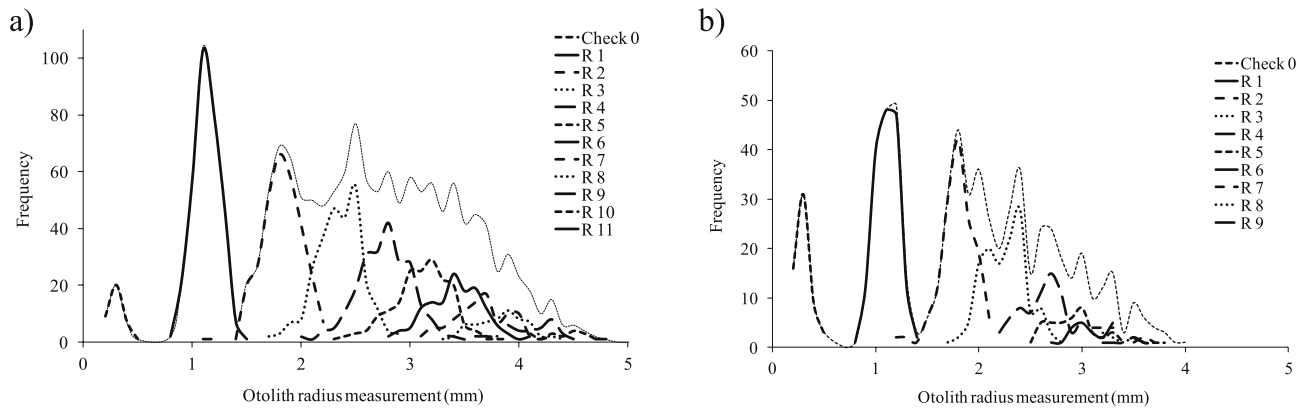 a)
100
80
60
40
20
0
Frequency
0 1 2 3 4 5
Otolith radius measurement (mm)
Check 0
R 1
R 2
R 3
R 4
R 5
R 6
R 7
R 8
R 9
R 10
R 11
b)
60
50
40
30
20
10
0
Frequency
0 1 2 3 4 5
Otolith radius measurement (mm)
Check 0
R 1
R 2
R 3
R 4
R 5
R 6
R 7
R 8
R 9